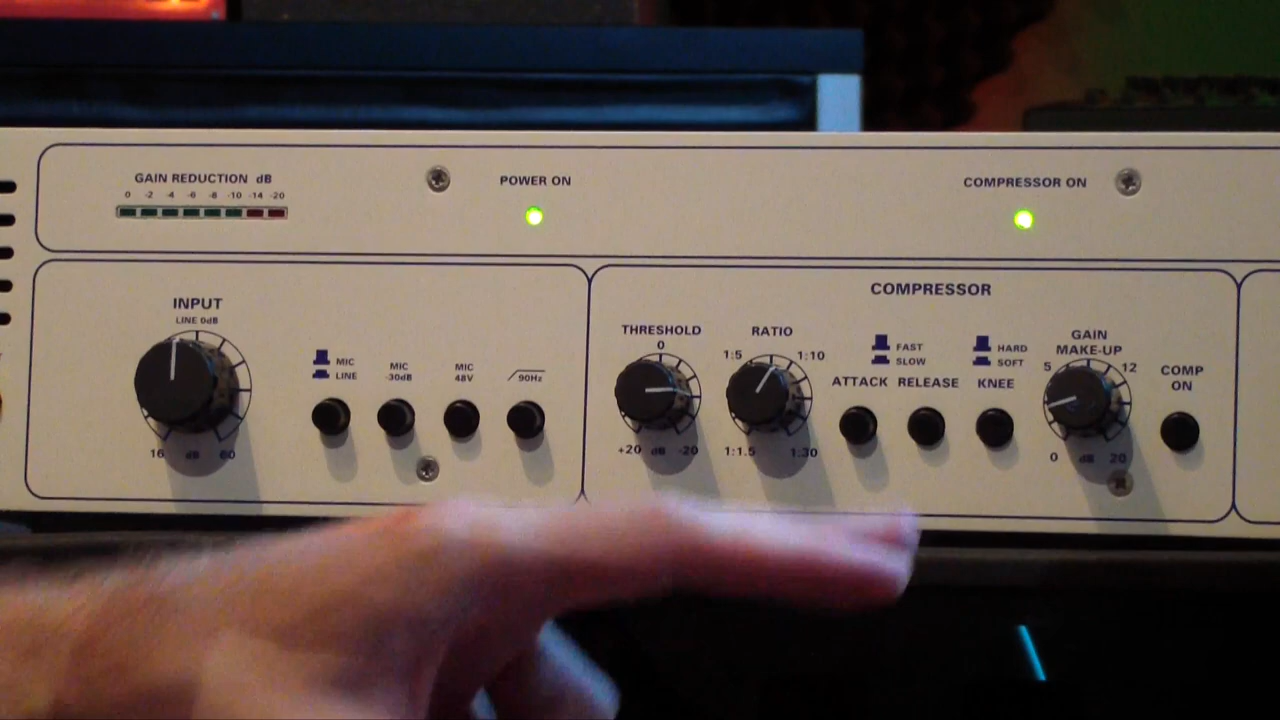 GAIN REDUCTION dB
0 -2 -4 -6 -8 -10 -14 -20
POWER ON
COMPRESSOR ON
INPUT
LINE 0dB
16 dB 60
MIC
LINE
MIC
-30dB
MIC
48V
90Hz
COMPRESSOR
THRESHOLD
0
+20 dB -20
RATIO
1:5 1:10
1:1.5 1:30
FAST
SLOW
ATTACK RELEASE
HARD
SOFT
KNEE
GAIN
MAKE-UP
5 12
0 dB 20
COMP
ON